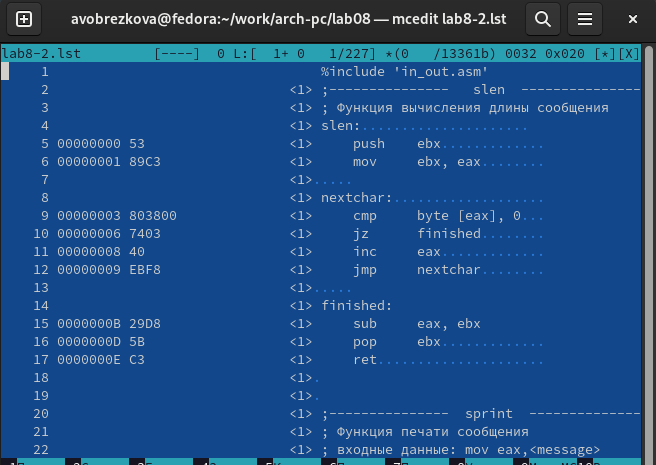 avobrezkova@fedora:~/work/arch-pc/lab08 — mcedit lab8-2.lst
lab8-2.lst [----] 0 L:[ 1+ 0 1/227] *(0 /13361b) 0032 0x020 [*][X]
1 %include 'in_out.asm'
2 <1> ;--------------- slen ---------------
3 <1> ; Функция вычисления длины сообщения
4 <1> slen:.....................
5 00000000 53 <1> push ebx.............
6 00000001 89C3 <1> mov ebx, eax........
7 <1>.....
8 <1> nextchar:...................
9 00000003 803800 <1> cmp byte [eax], 0...
10 00000006 7403 <1> jz finished........
11 00000008 40 <1> inc eax.............
12 00000009 EBF8 <1> jmp nextchar........
13 <1>.....
14 <1> finished:
15 0000000B 29D8 <1> sub eax, ebx
16 0000000D 5B <1> pop ebx.............
17 0000000E C3 <1> ret.....................
18 <1>.
19 <1>.
20 <1> ;--------------- sprint --------------
21 <1> ; Функция печати сообщения
22 <1> ; входные данные: mov eax,<message>